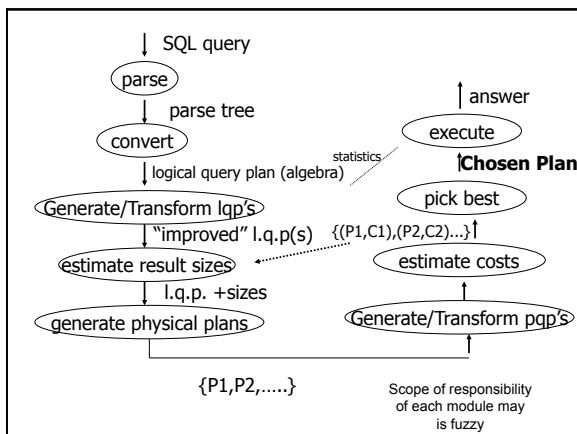 SQL query
parse
parse tree
convert
logical query plan (algebra)
Generate/Transform lqp's
“improved” l.q.p(s)
estimate result sizes
l.q.p. +sizes
generate physical plans
{P1,P2,…..}
statistics
answer
execute
Chosen Plan
pick best
{(P1,C1),(P2,C2)...}
estimate costs
Generate/Transform pqp's
Scope of responsibility
of each module may
is fuzzy